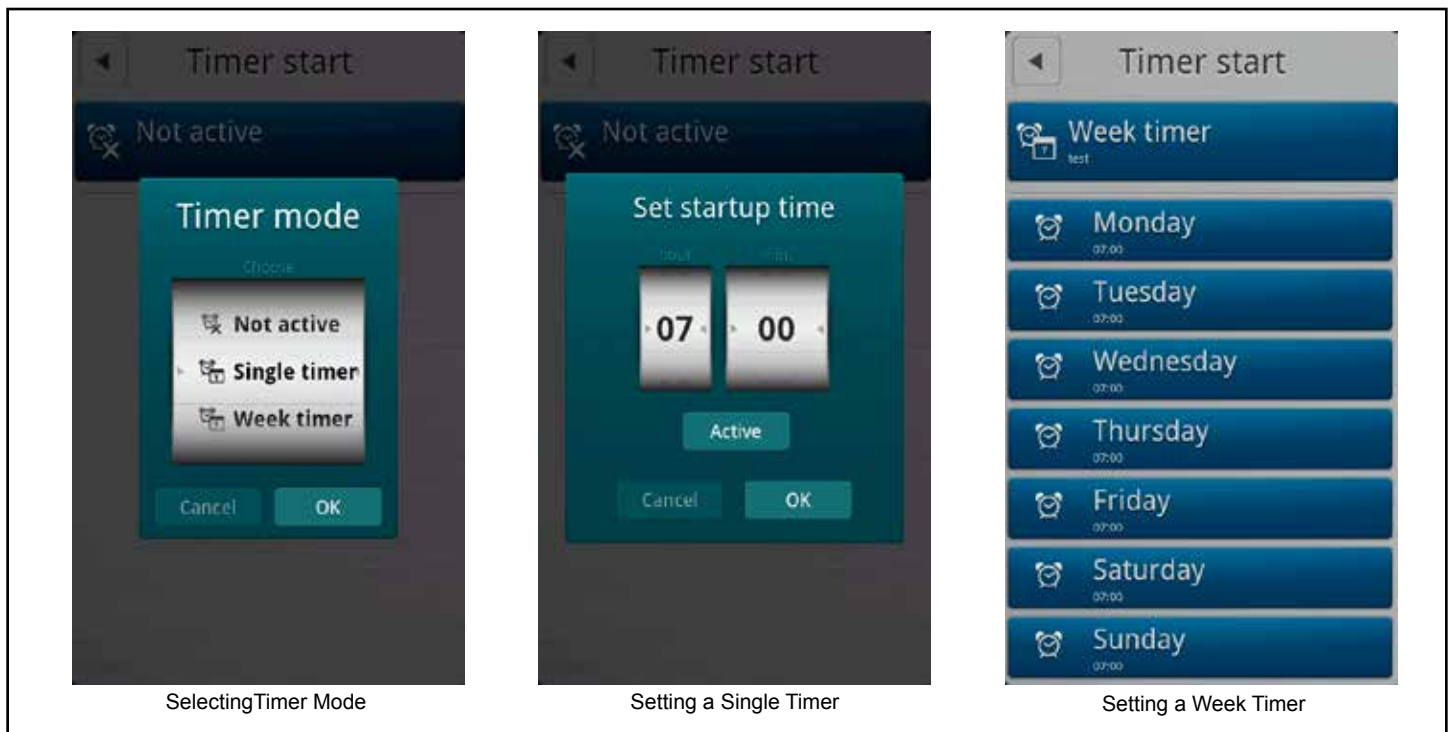 Timer start
Not active
Timer mode
Choose
Not active
Single timer
Week timer
Cancel
OK
SelectingTimer Mode
Timer start
Not active
Set startup time
hour min
07 00
Active
Cancel
OK
Setting a Single Timer
Timer start
Week timer
test
Monday
07:00
Tuesday
07:00
Wednesday
07:00
Thursday
07:00
Friday
07:00
Saturday
07:00
Sunday
07:00
Setting a Week Timer